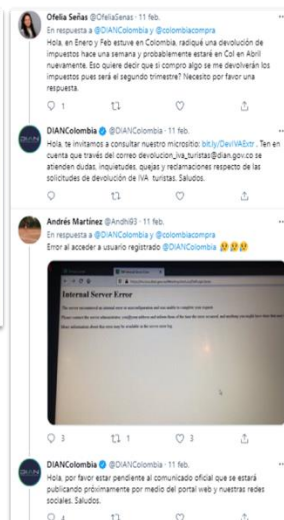 Ofelia Señas @OfeliaSenas · 11 feb.
En respuesta a @DIANColombia y @colombiacompra
Hola, en Enero y Feb estuve en Colombia, radiqué una devolución de
impuestos hace una semana y probablemente estaré en Col en Abril
nuevamente. Eso quiere decir que si compro algo se me devolverán los
impuestos pues será el segundo trimestre? Necesito por favor una
respuesta.
1
DIANColombia @DIANColombia · 11 feb.
Hola, te invitamos a consultar nuestro micrositio: bit.ly/DevIVAExtr . Ten en
cuenta que través del correo devolucion_iva_turistas@dian.gov.co se
atienden dudas, inquietudes, quejas y reclamaciones respecto de las
solicitudes de devolución de IVA turistas. Saludos.
Andrés Martínez @Andhi93 · 11 feb.
En respuesta a @DIANColombia y @colombiacompra
Error al acceder a usuario registrado @DIANColombia
Internal Server Error
3 1 3
DIANColombia @DIANColombia · 11 feb.
Hola, por favor estar pendiente al comunicado oficial que se estará
publicando próximamente por medio del portal web y nuestras redes
sociales. Saludos.
4